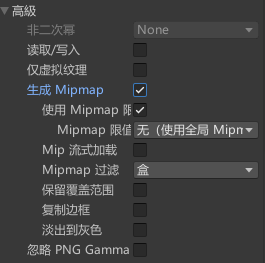 高級
非二次幂 None
读取/写入
仅虚拟纹理
生成 Mipmap
使用 Mipmap 限
Mipmap 限值 无（使用全局 Mipm
Mip 流式加载
Mipmap 过滤 盒
保留覆盖范围
复制边框
淡出到灰色
忽略 PNG Gamma